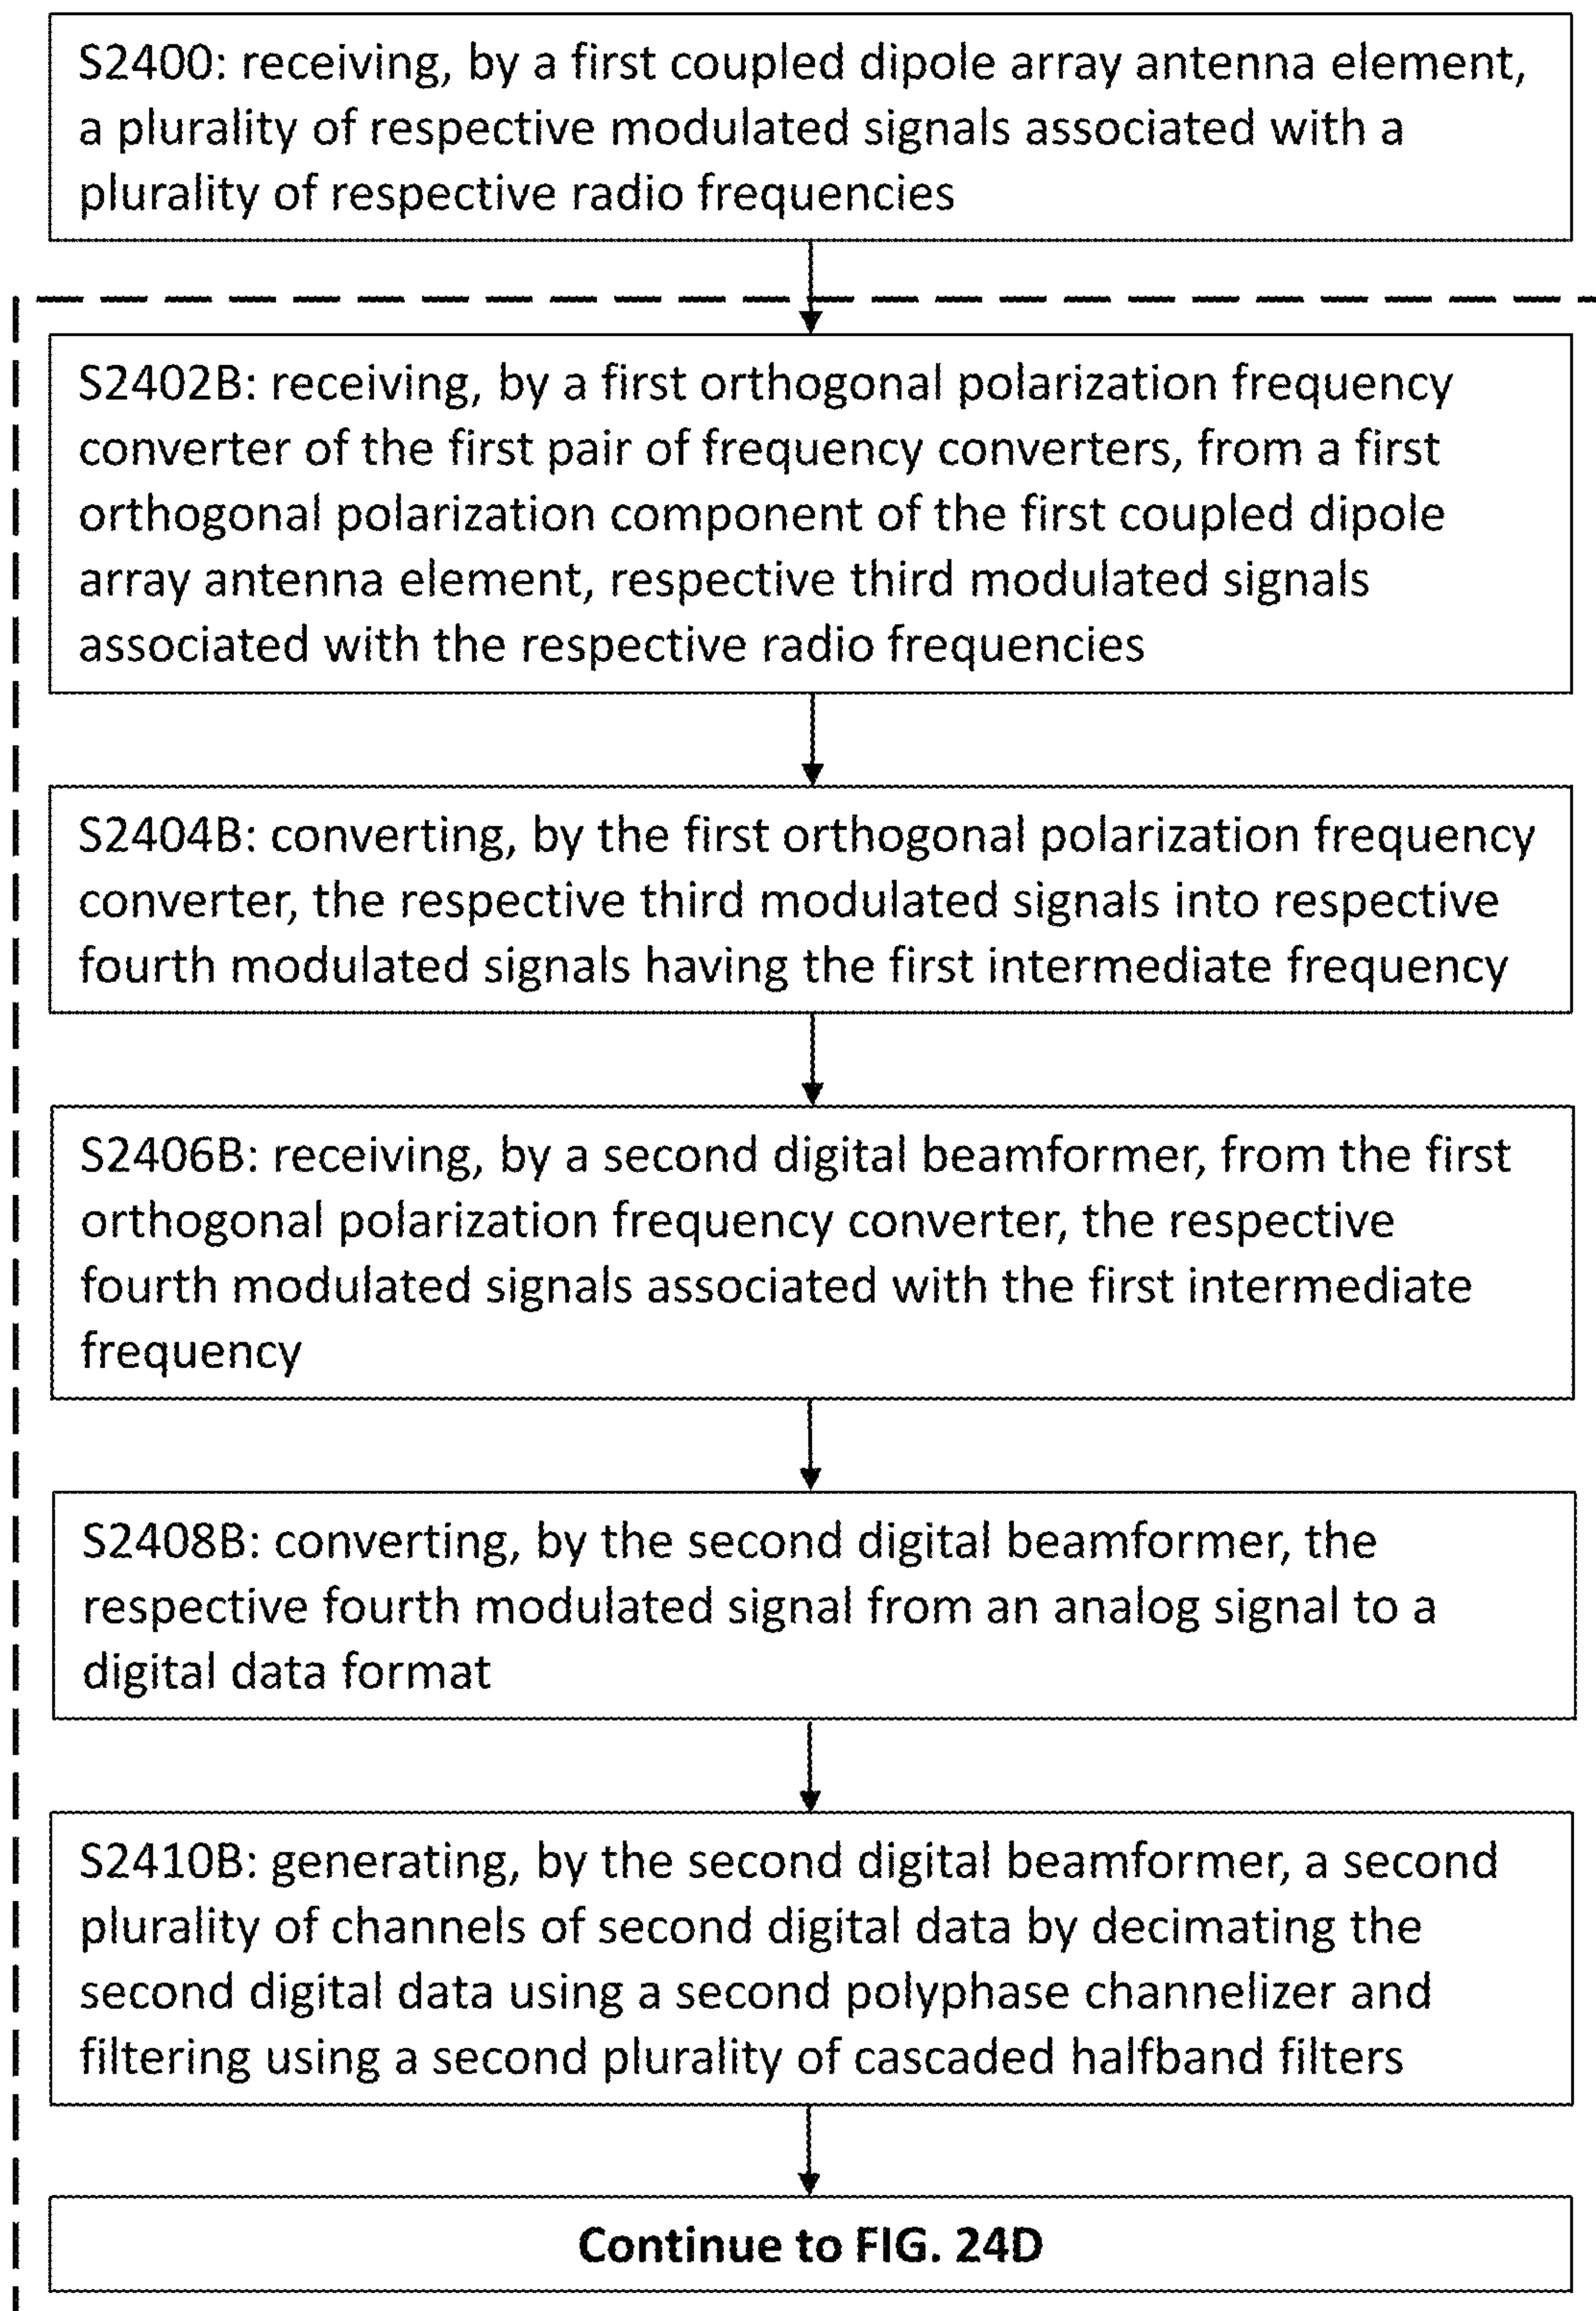 S2400: receiving, by a first coupled dipole array antenna element,
a plurality of respective modulated signals associated with a
plurality of respective radio frequencies
S2402B: receiving, by a first orthogonal polarization frequency
converter of the first pair of frequency converters, from a first
orthogonal polarization component of the first coupled dipole
array antenna element, respective third modulated signals
associated with the respective radio frequencies
S2404B: converting, by the first orthogonal polarization frequency
converter, the respective third modulated signals into respective
fourth modulated signals having the first intermediate frequency
S2406B: receiving, by a second digital beamformer, from the first
orthogonal polarization frequency converter, the respective
fourth modulated signals associated with the first intermediate
frequency
S2408B: converting, by the second digital beamformer, the
respective fourth modulated signal from an analog signal to a
digital data format
S2410B: generating, by the second digital beamformer, a second
plurality of channels of second digital data by decimating the
second digital data using a second polyphase channelizer and
filtering using a second plurality of cascaded halfband filters
Continue to FIG. 24D